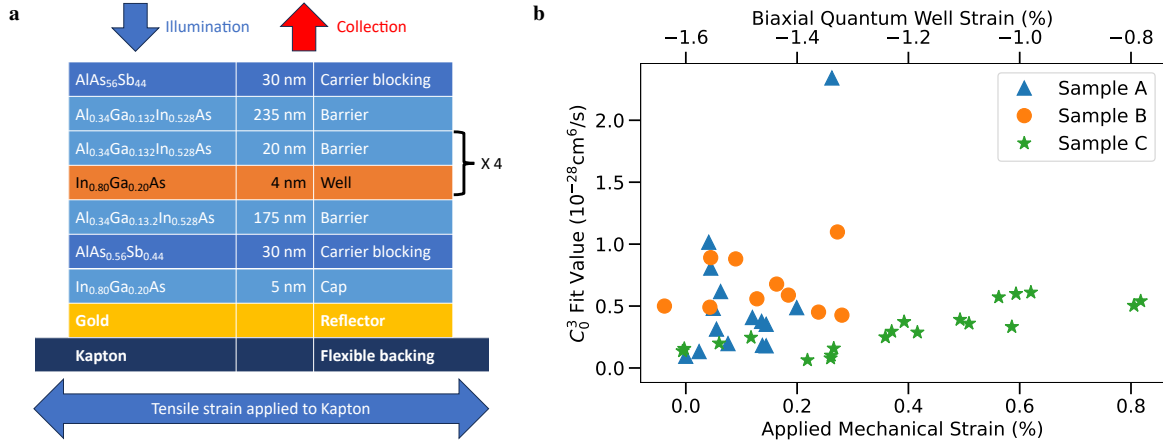 a
Illumination
Collection
AlAs56Sb44 30 nm Carrier blocking
Al0.34Ga0.132In0.528As 235 nm Barrier
Al0.34Ga0.132In0.528As 20 nm Barrier
X 4
In0.80Ga0.20As 4 nm Well
Al0.34Ga0.13.2In0.528As 175 nm Barrier
AlAs0.56Sb0.44 30 nm Carrier blocking
In0.80Ga0.20As 5 nm Cap
Gold Reflector
Kapton Flexible backing
Tensile strain applied to Kapton
b
Biaxial Quantum Well Strain (%)
−1.6 −1.4 −1.2 −1.0 −0.8
Sample A
Sample B
Sample C
C₀³ Fit Value (10⁻²⁸cm⁶/s)
2.0
1.5
1.0
0.5
0.0
0.0 0.2 0.4 0.6 0.8
Applied Mechanical Strain (%)